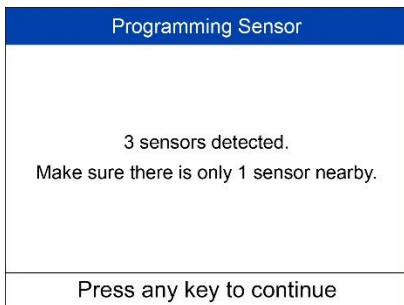 Programming Sensor
3 sensors detected.
Make sure there is only 1 sensor nearby.
Press any key to continue